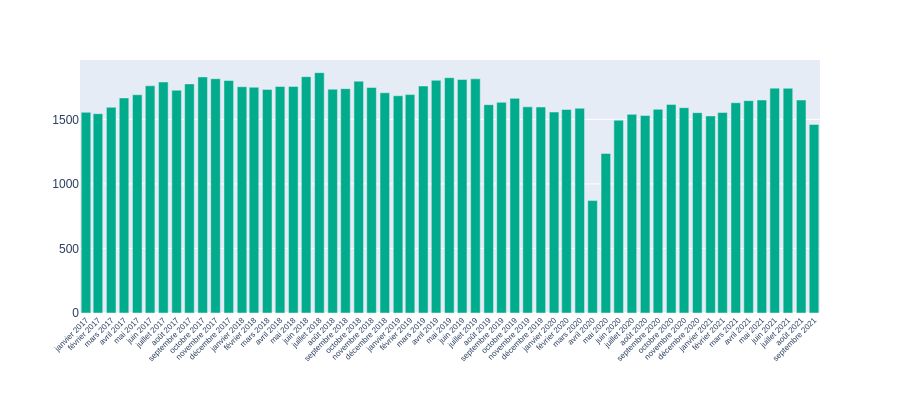 1500
1000
500
0
janvier 2017
février 2017
mars 2017
avril 2017
mai 2017
juin 2017
juillet 2017
août 2017
septembre 2017
octobre 2017
novembre 2017
décembre 2017
janvier 2018
février 2018
mars 2018
avril 2018
mai 2018
juin 2018
juillet 2018
août 2018
septembre 2018
octobre 2018
novembre 2018
décembre 2018
janvier 2019
février 2019
mars 2019
avril 2019
mai 2019
juin 2019
juillet 2019
août 2019
septembre 2019
octobre 2019
novembre 2019
décembre 2019
janvier 2020
février 2020
mars 2020
avril 2020
mai 2020
juin 2020
juillet 2020
août 2020
septembre 2020
octobre 2020
novembre 2020
décembre 2020
janvier 2021
février 2021
mars 2021
avril 2021
mai 2021
juin 2021
juillet 2021
août 2021
septembre 2021